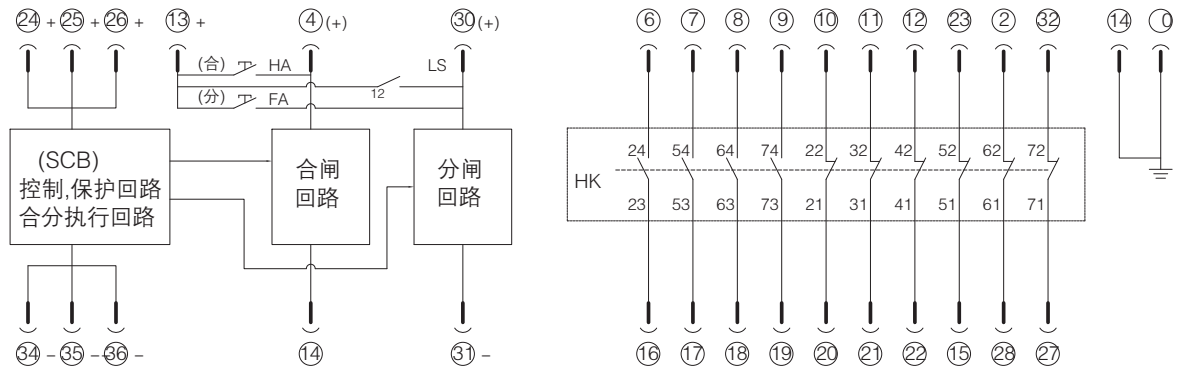 24 + 25 + 26 + 13 + 4 (+) 30 (+) 6 7 8 9 10 11 12 23 2 32 14 0
(合) HA LS
12
(分) FA
(SCB)
控制,保护回路
合分执行回路
合闸
回路
分闸
回路
24 54 64 74 22 32 42 52 62 72
HK
23 53 63 73 21 31 41 51 61 71
34 – 35 – 36 – 14 31 – 16 17 18 19 20 21 22 15 28 27